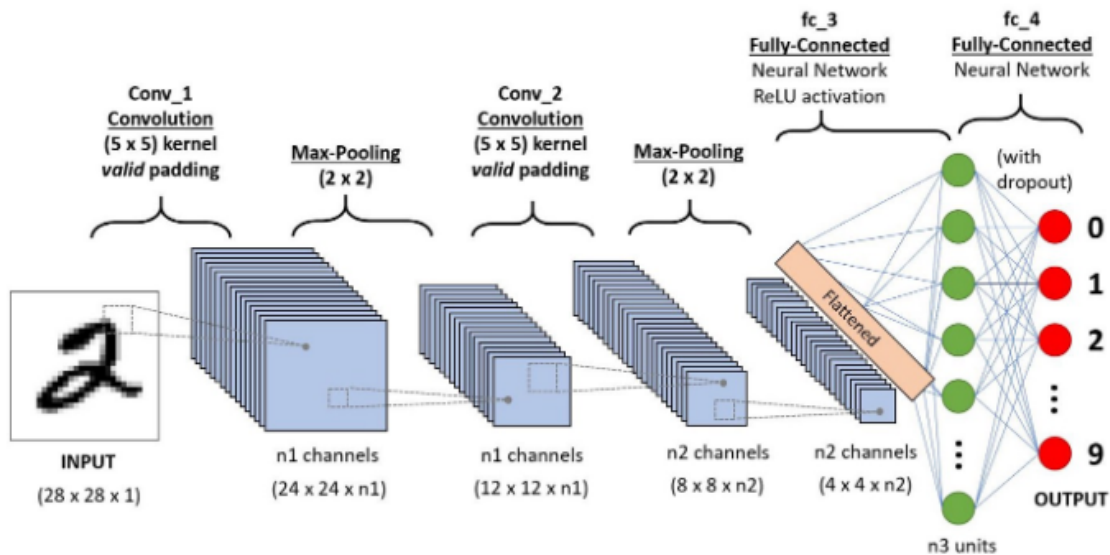 fc_3
Fully-Connected
Neural Network
ReLU activation
fc_4
Fully-Connected
Neural Network
Conv_1
Convolution
(5 x 5) kernel
valid padding
Max-Pooling
(2 x 2)
Conv_2
Convolution
(5 x 5) kernel
valid padding
Max-Pooling
(2 x 2)
(with
dropout)
INPUT
(28 x 28 x 1)
n1 channels
(24 x 24 x n1)
n1 channels
(12 x 12 x n1)
n2 channels
(8 x 8 x n2)
n2 channels
(4 x 4 x n2)
Flattened
n3 units
0
1
2
9
OUTPUT
2